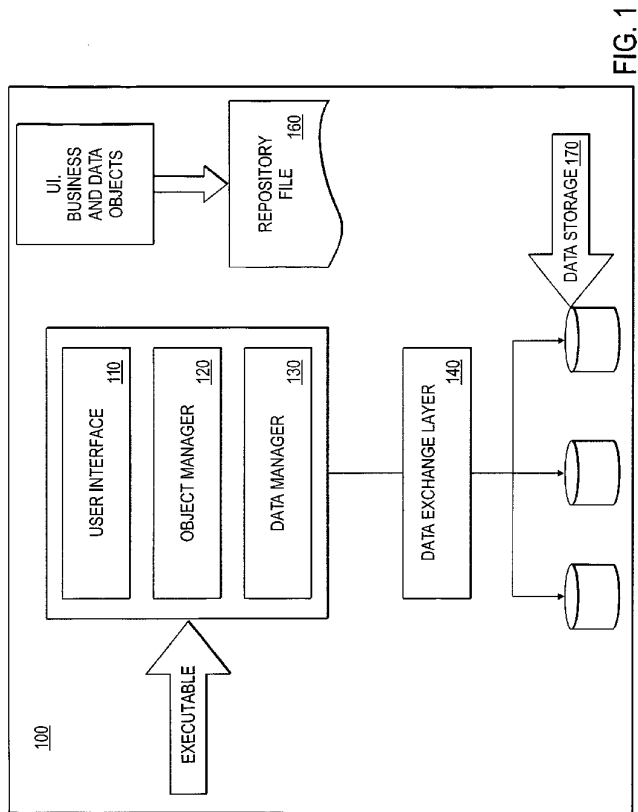 100
EXECUTABLE
USER INTERFACE
110
OBJECT MANAGER
120
DATA MANAGER
130
DATA EXCHANGE LAYER
140
UI.
BUSINESS
AND DATA
OBJECTS
REPOSITORY
FILE
160
DATA STORAGE 170
FIG. 1